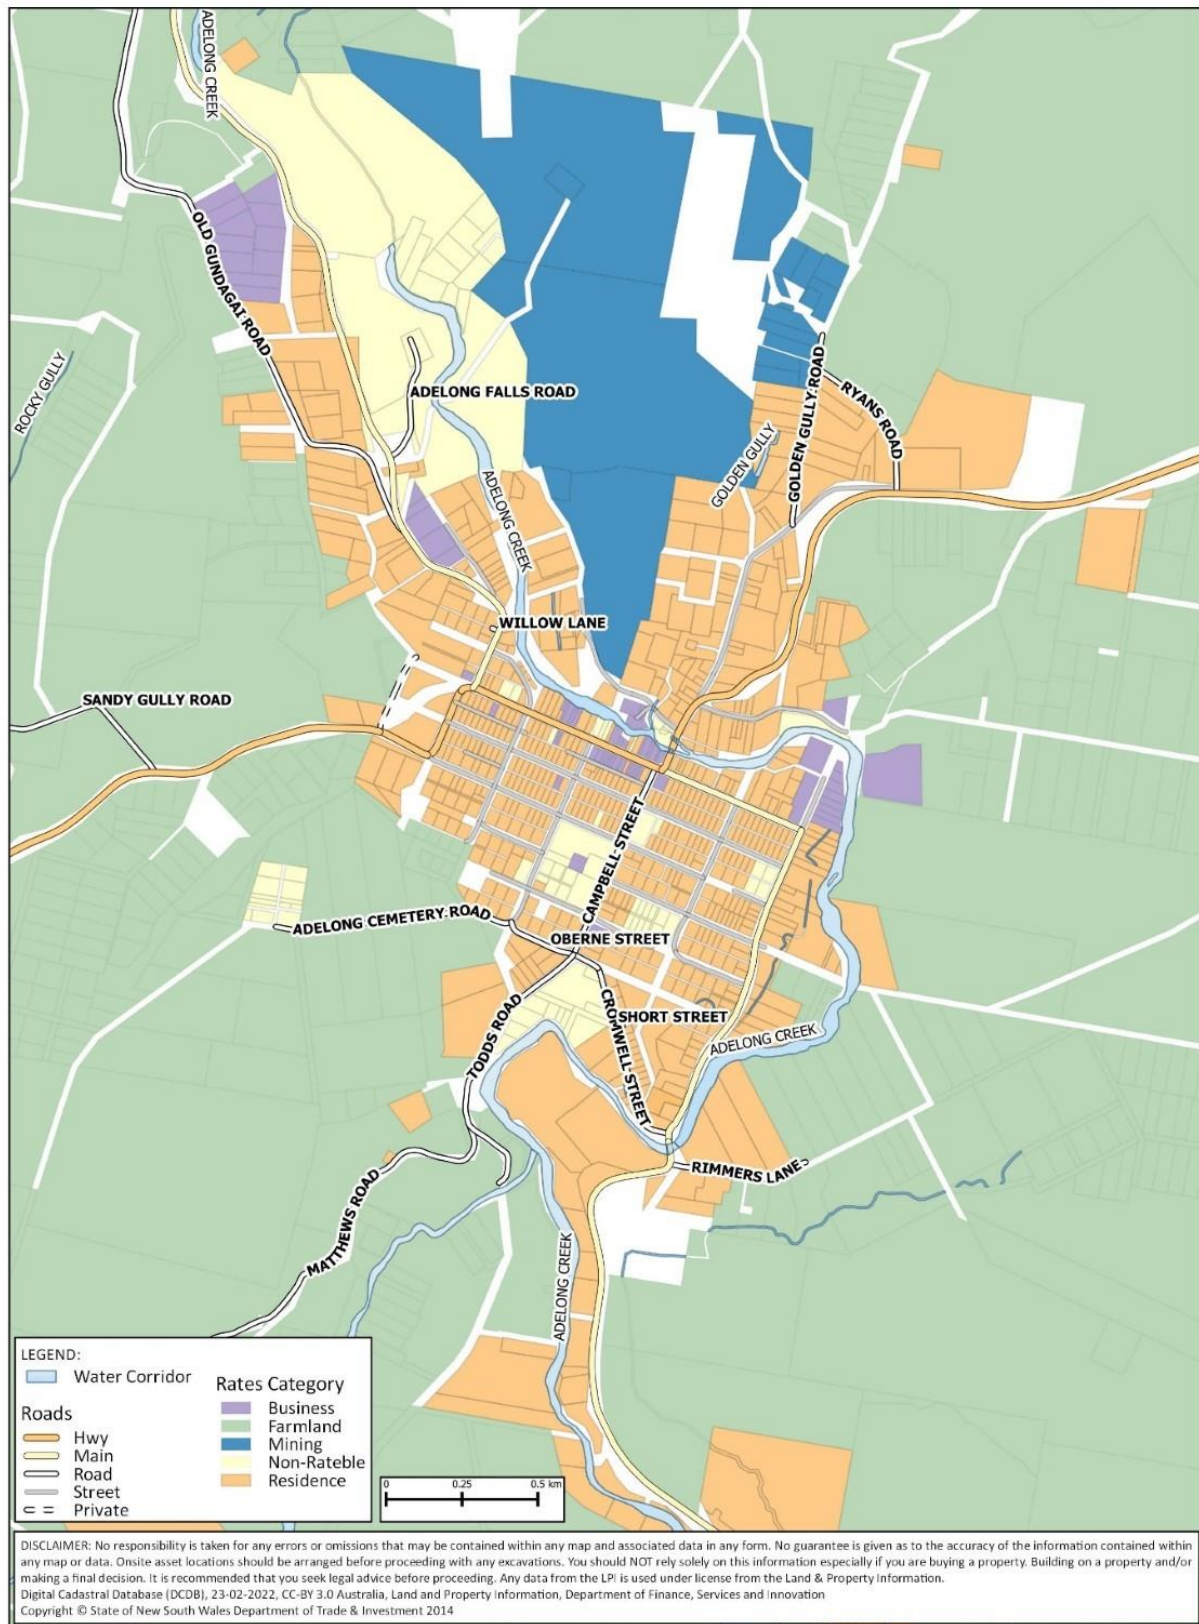 ADELONG CREEK
OLD GUNDAGAI ROAD
ROCKY GULLY
ADELONG FALLS ROAD
GOLDEN GULLY ROAD
RYANS ROAD
GOLDEN GULLY
ADELONG CREEK
WILLOW LANE
SANDY GULLY ROAD
CAMPBELL STREET
ADELONG CEMETERY ROAD
OBERNE STREET
TODDS ROAD
CROMWELL STREET
SHORT STREET
ADELONG CREEK
RIMMERS LANE
MATTHEWS ROAD
ADELONG CREEK
LEGEND:
Water Corridor
Roads
Hwy
Main
Road
Street
Private
Rates Category
Business
Farmland
Mining
Non-Rateble
Residence
0 0.25 0.5 km
DISCLAIMER: No responsibility is taken for any errors or omissions that may be contained within any map and associated data in any form. No guarantee is given as to the accuracy of the information contained within
any map or data. Onsite asset locations should be arranged before proceeding with any excavations. You should NOT rely solely on this information especially if you are buying a property. Building on a property and/or
making a final decision. It is recommended that you seek legal advice before proceeding. Any data from the LPI is used under license from the Land & Property Information.
Digital Cadastral Database (DCDB), 23-02-2022, CC-BY 3.0 Australia, Land and Property Information, Department of Finance, Services and Innovation
Copyright © State of New South Wales Department of Trade & Investment 2014